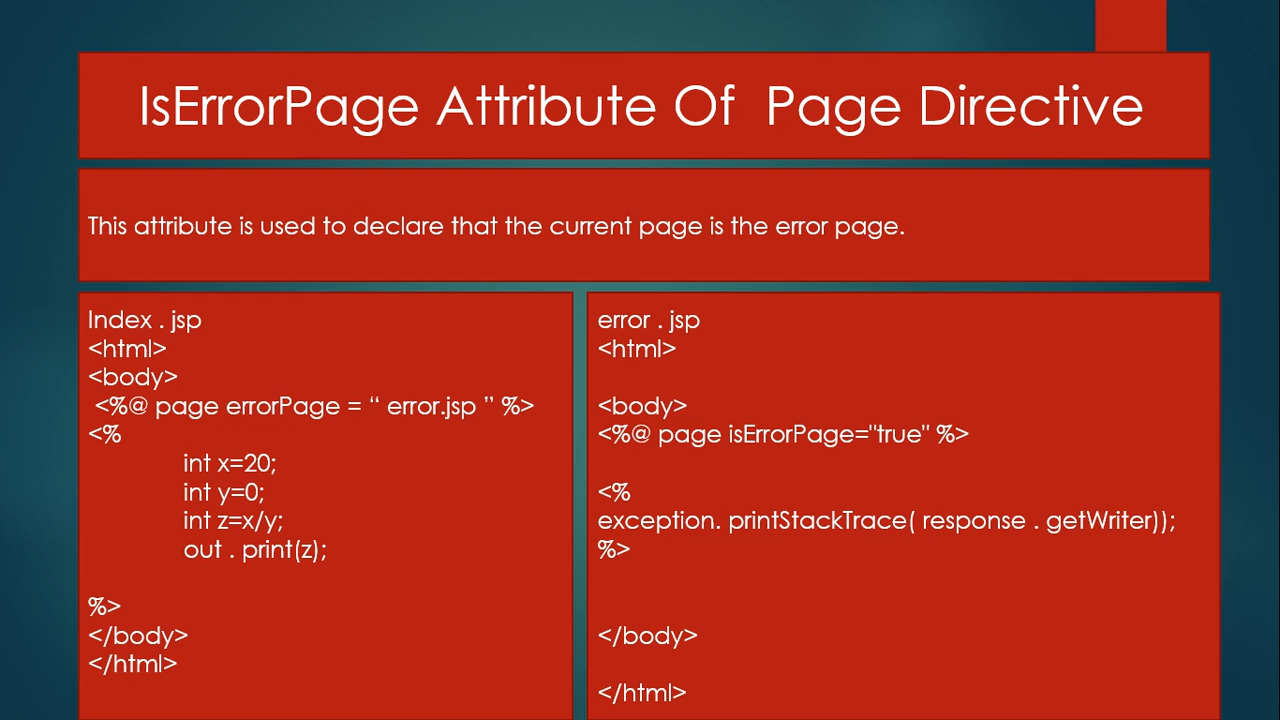 IsErrorPage Attribute Of  Page Directive
This attribute is used to declare that the current page is the error page.
Index . jsp
<html>
<body>
<%@ page errorPage = “ error.jsp ” %>
<%
int x=20;
int y=0;
int z=x/y;
out . print(z);
%>
</body>
</html>
error . jsp
<html>
<body>
<%@ page isErrorPage="true" %>
<%
exception. printStackTrace( response . getWriter));
%>
</body>
</html>